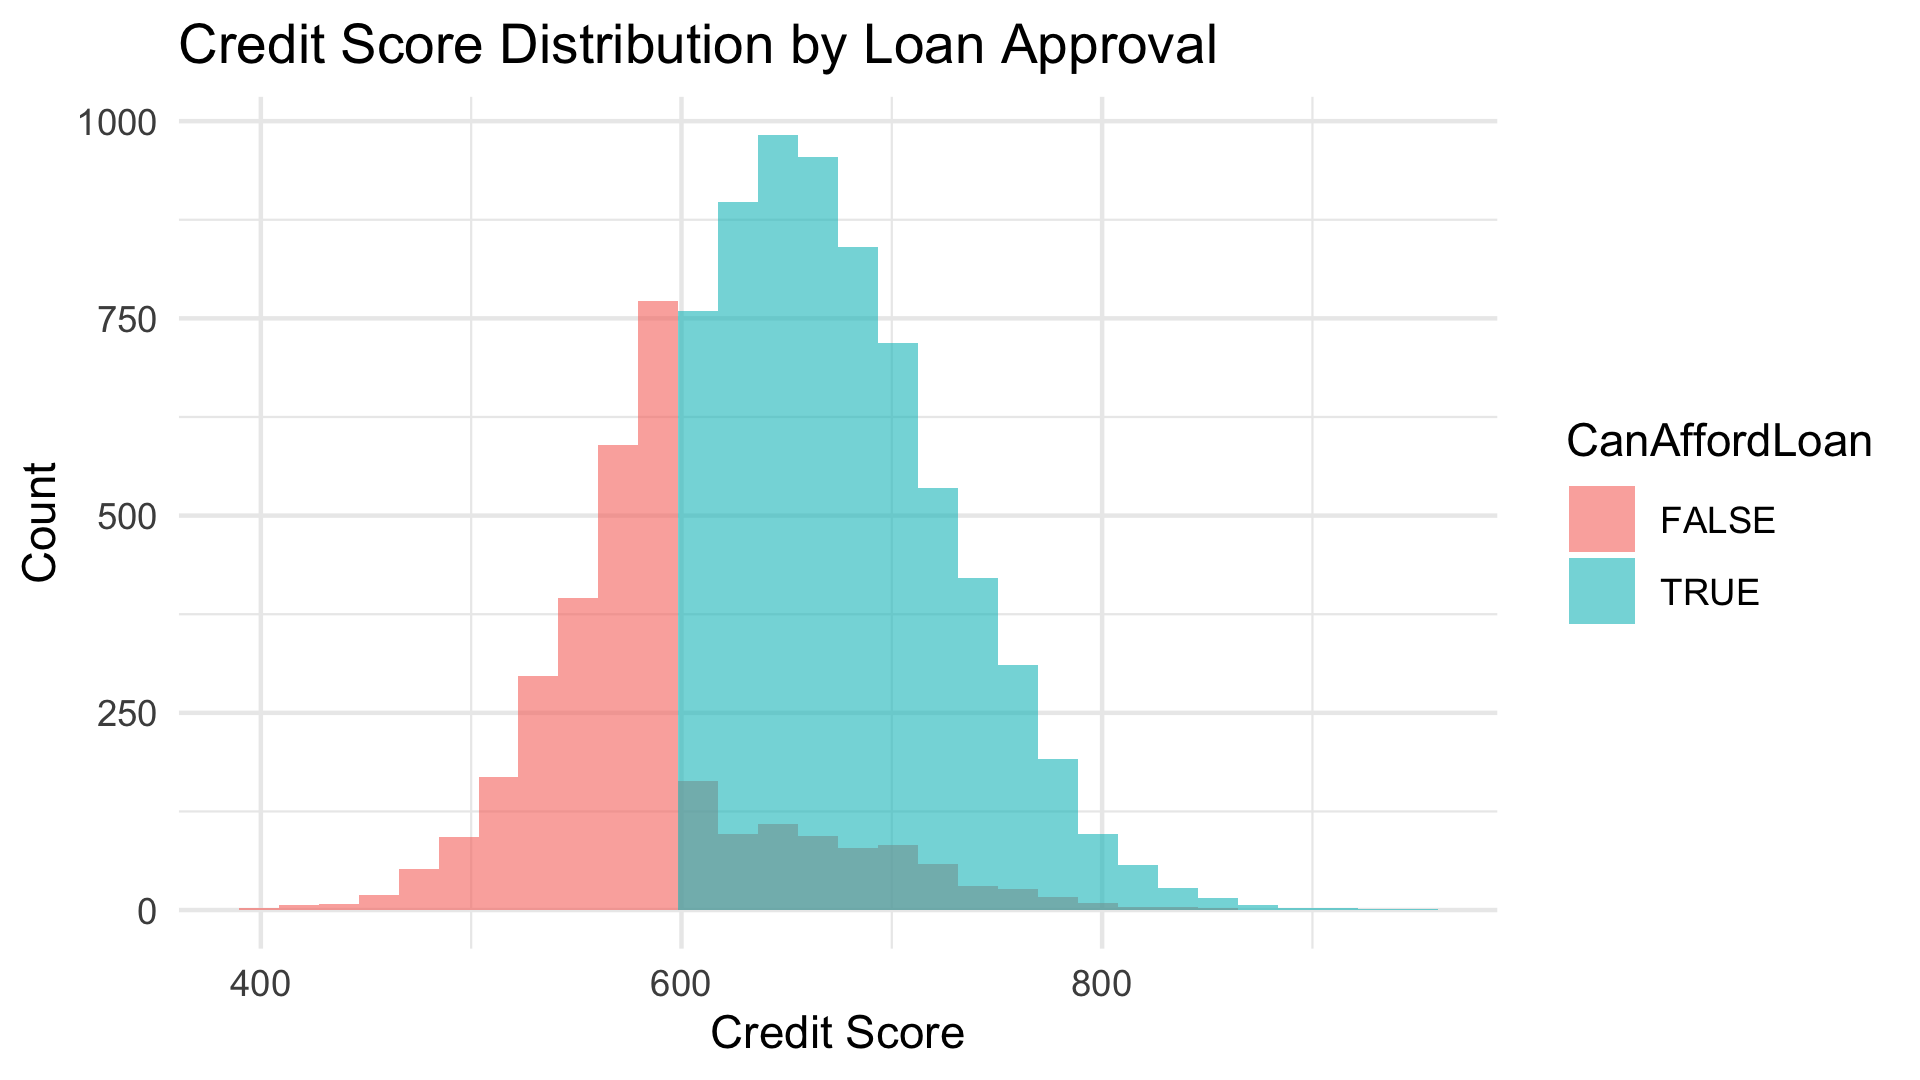 Credit Score Distribution by Loan Approval
1000
750
500
250
0
Count
400 600 800
Credit Score
CanAffordLoan
FALSE
TRUE